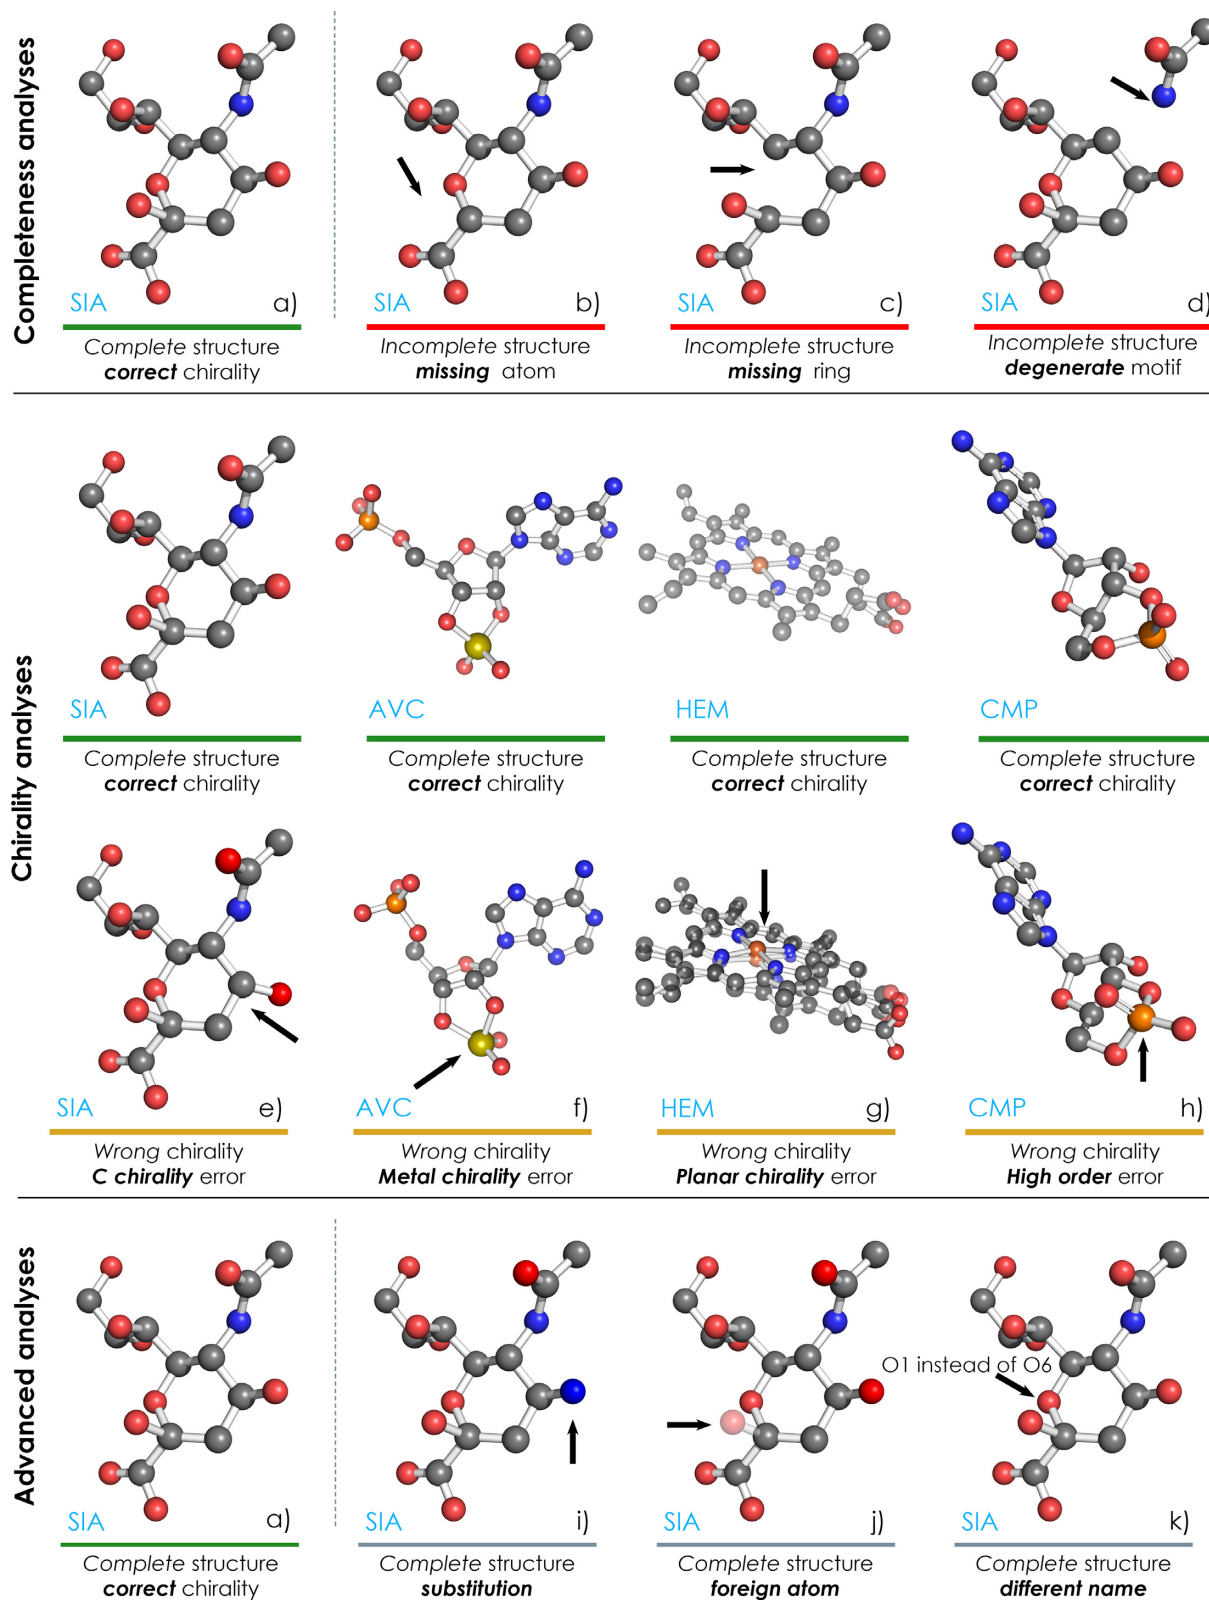 Completeness analyses
SIA a)
Complete structure
correct chirality
SIA b)
Incomplete structure
missing atom
SIA c)
Incomplete structure
missing ring
SIA d)
Incomplete structure
degenerate motif
Chirality analyses
SIA
Complete structure
correct chirality
AVC
Complete structure
correct chirality
HEM
Complete structure
correct chirality
CMP
Complete structure
correct chirality
SIA e)
Wrong chirality
C chirality error
AVC f)
Wrong chirality
Metal chirality error
HEM g)
Wrong chirality
Planar chirality error
CMP h)
Wrong chirality
High order error
Advanced analyses
SIA a)
Complete structure
correct chirality
SIA i)
Complete structure
substitution
SIA j)
Complete structure
foreign atom
O1 instead of O6
SIA k)
Complete structure
different name